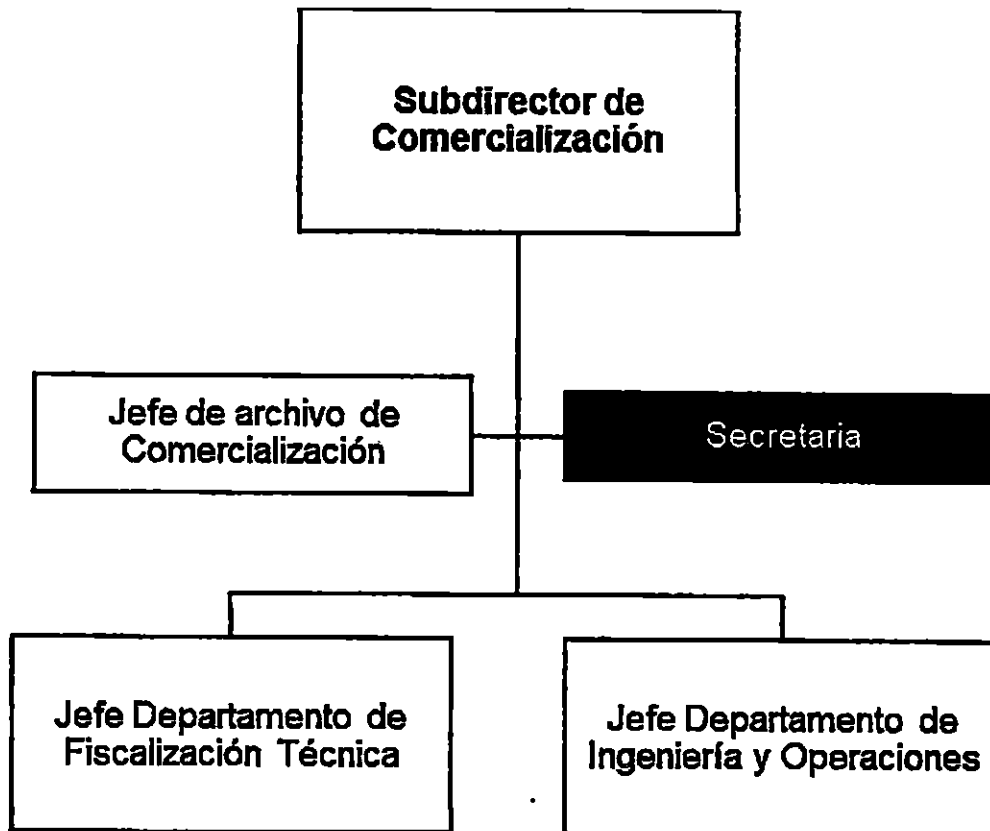 Subdirector de
Comercialización
Jefe de archivo de
Comercialización
Secretaria
Jefe Departamento de
Fiscalización Técnica
Jefe Departamento de
Ingeniería y Operaciones